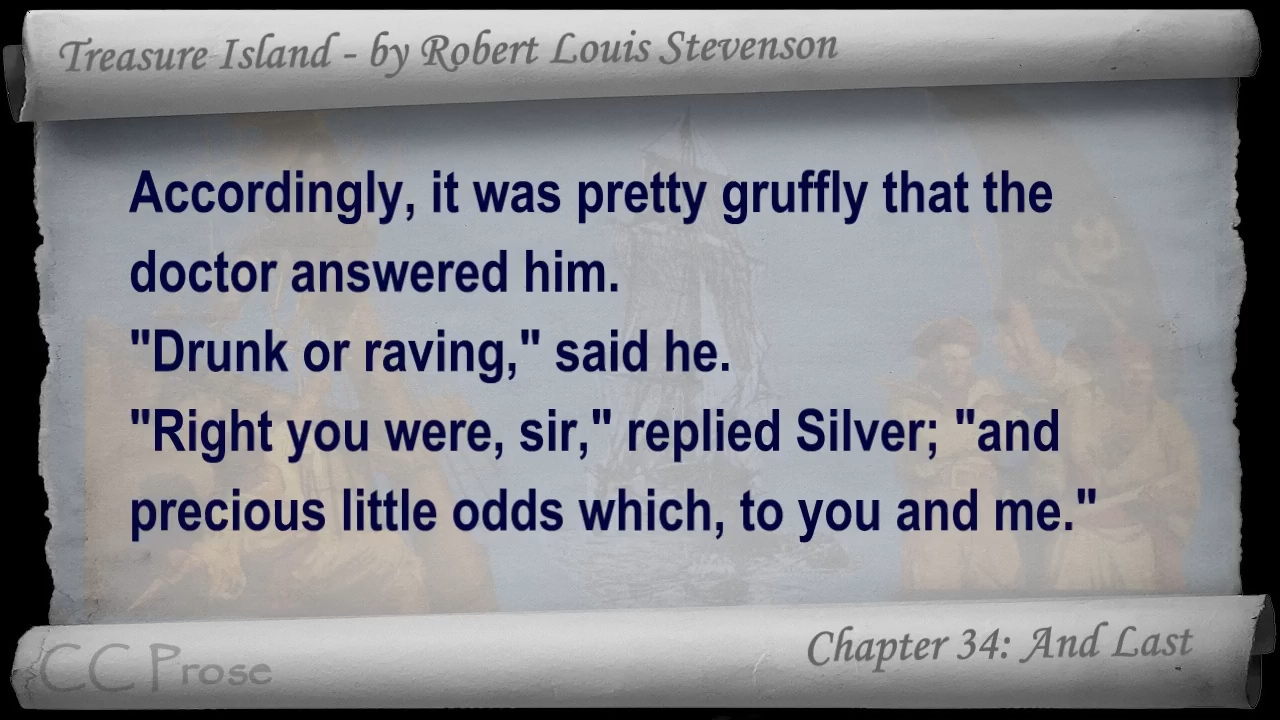 Treasure Island - by Robert Louis Stevenson
Accordingly, it was pretty gruffly that the
doctor answered him.
"Drunk or raving," said he.
"Right you were, sir," replied Silver; "and
precious little odds which, to you and me."
Chapter 34: And Last
CC Prose